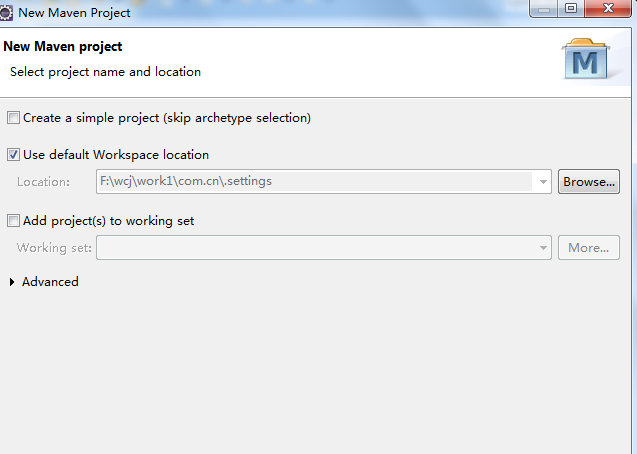 New Maven Project
New Maven project
Select project name and location
M
Create a simple project (skip archetype selection)
Use default Workspace location
Location: F:\wcj\work1\com.cn\.settings Browse...
Add project(s) to working set
Working set: More...
Advanced